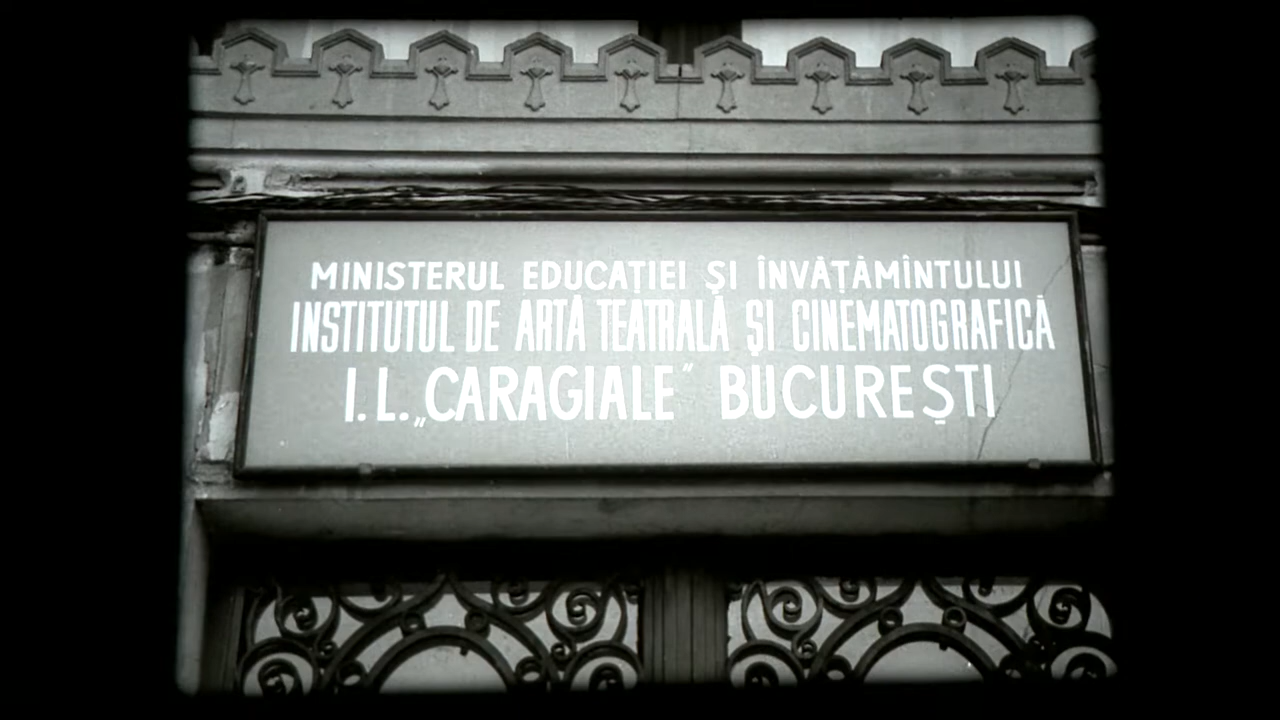 MINISTERUL EDUCAȚIEI ȘI ÎNVĂȚĂMÎNTULUI
INSTITUTUL DE ARTĂ TEATRALĂ ȘI CINEMATOGRAFICĂ
I. L. „CARAGIALE” BUCUREȘTI